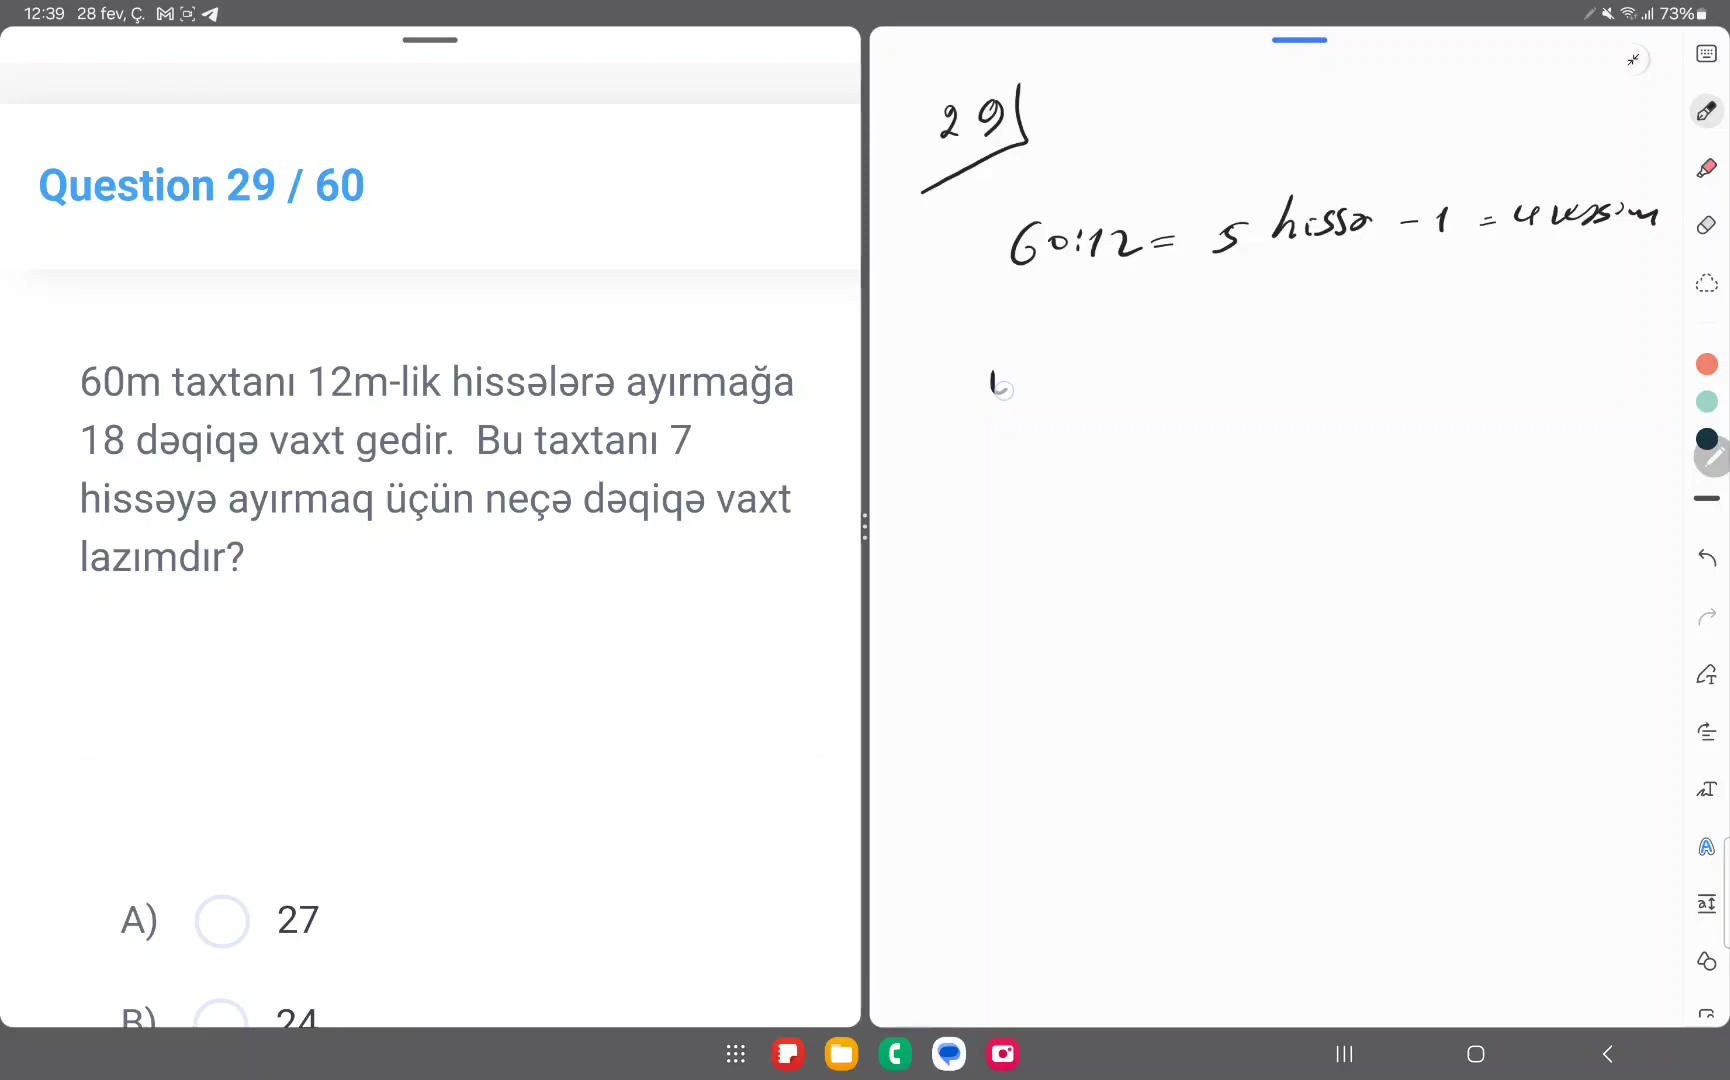 12:39 28 fev, Ç. 73%
Question 29 / 60
60m taxtanı 12m-lik hissələrə ayırmağa
18 dəqiqə vaxt gedir. Bu taxtanı 7
hissəyə ayırmaq üçün neçə dəqiqə vaxt
lazımdır?
A) 27
B) 24
29
60:12= 5 hissə - 1 = 4